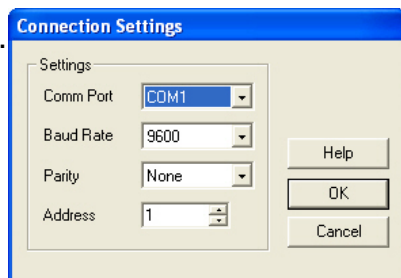 Connection Settings
Settings
Comm Port COM1
Baud Rate 9600
Parity None
Address 1
Help
OK
Cancel